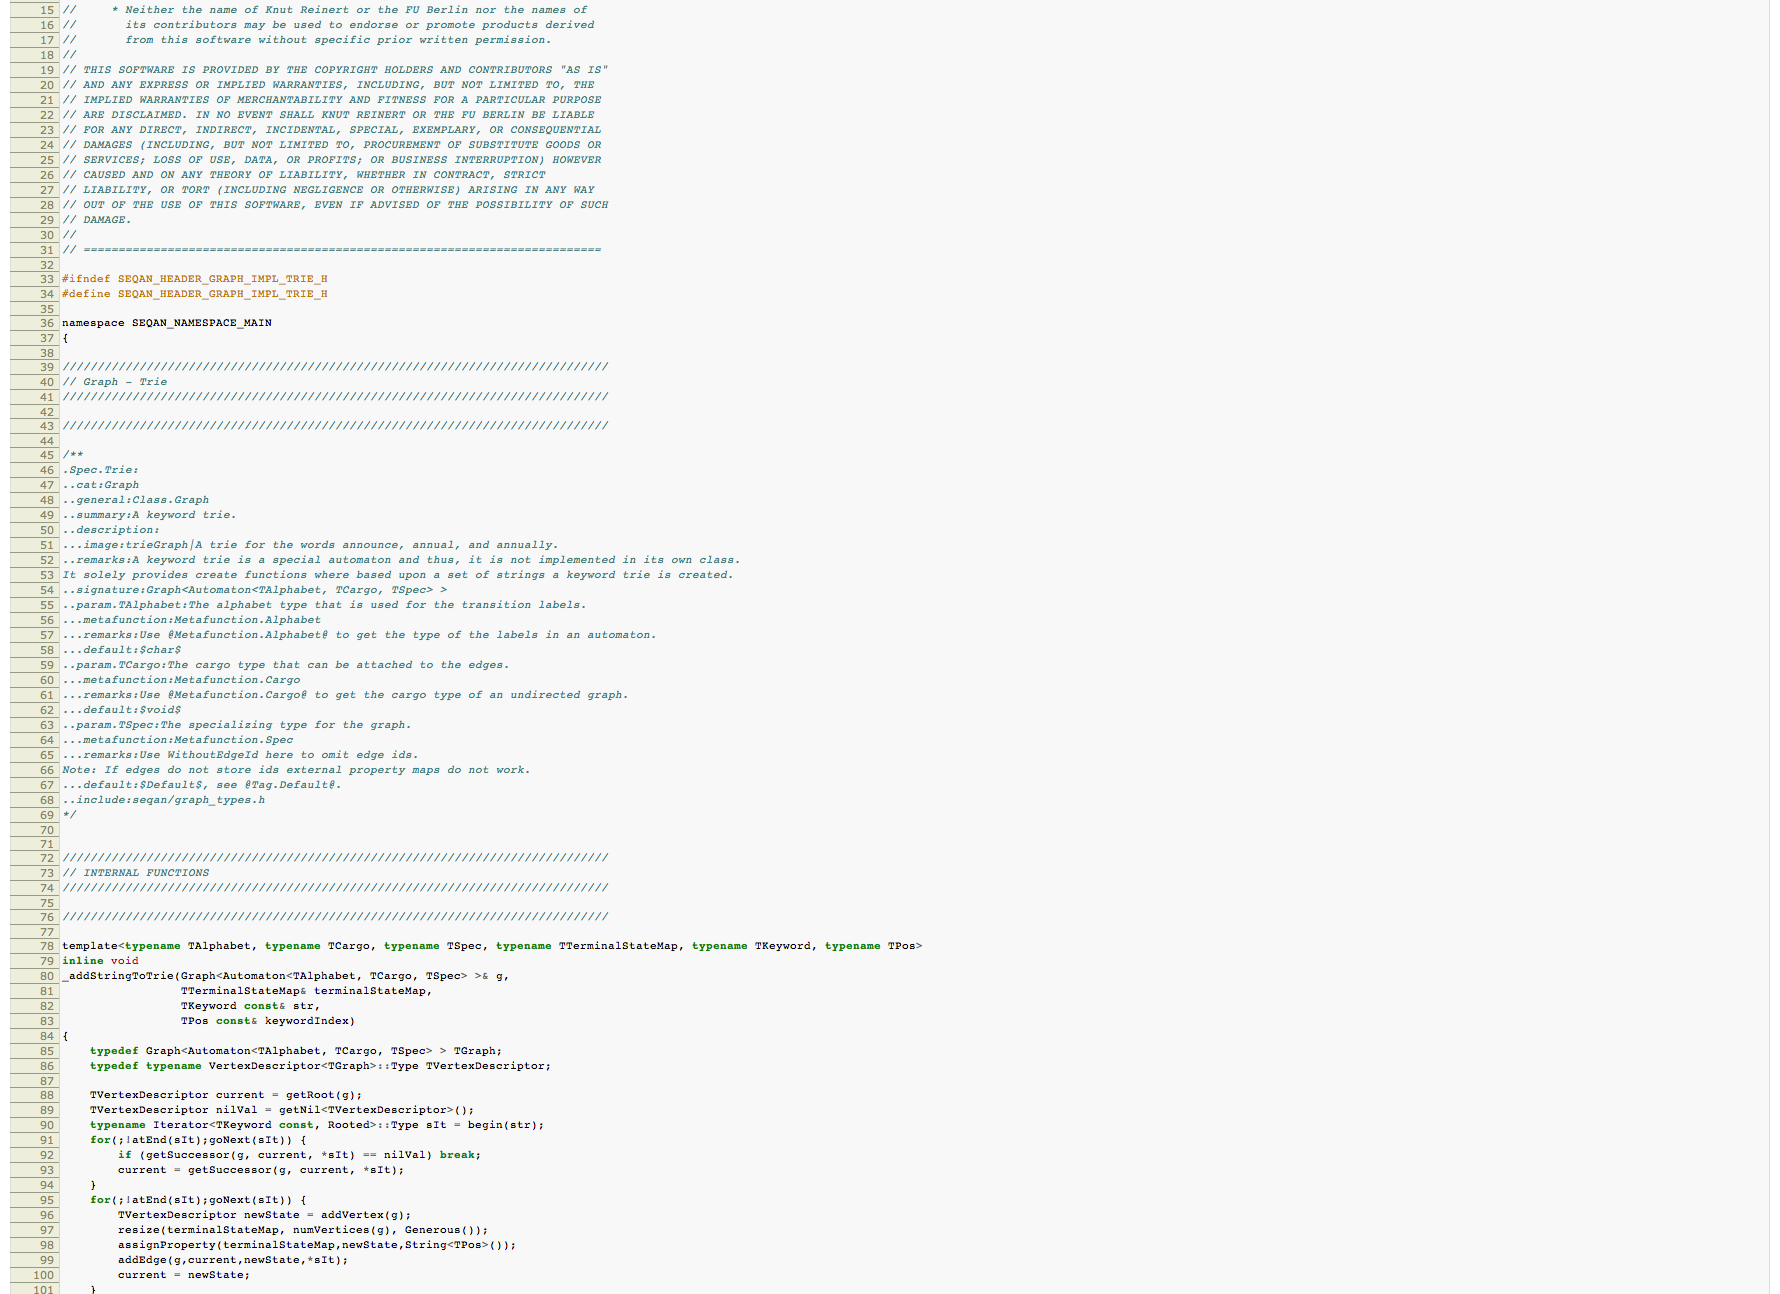 15 //     * Neither the name of Knut Reinert or the FU Berlin nor the names of
16 //       its contributors may be used to endorse or promote products derived
17 //       from this software without specific prior written permission.
18 //
19 // THIS SOFTWARE IS PROVIDED BY THE COPYRIGHT HOLDERS AND CONTRIBUTORS "AS IS"
20 // AND ANY EXPRESS OR IMPLIED WARRANTIES, INCLUDING, BUT NOT LIMITED TO, THE
21 // IMPLIED WARRANTIES OF MERCHANTABILITY AND FITNESS FOR A PARTICULAR PURPOSE
22 // ARE DISCLAIMED. IN NO EVENT SHALL KNUT REINERT OR THE FU BERLIN BE LIABLE
23 // FOR ANY DIRECT, INDIRECT, INCIDENTAL, SPECIAL, EXEMPLARY, OR CONSEQUENTIAL
24 // DAMAGES (INCLUDING, BUT NOT LIMITED TO, PROCUREMENT OF SUBSTITUTE GOODS OR
25 // SERVICES; LOSS OF USE, DATA, OR PROFITS; OR BUSINESS INTERRUPTION) HOWEVER
26 // CAUSED AND ON ANY THEORY OF LIABILITY, WHETHER IN CONTRACT, STRICT
27 // LIABILITY, OR TORT (INCLUDING NEGLIGENCE OR OTHERWISE) ARISING IN ANY WAY
28 // OUT OF THE USE OF THIS SOFTWARE, EVEN IF ADVISED OF THE POSSIBILITY OF SUCH
29 // DAMAGE.
30 //
31 // ==========================================================================
32
33 #ifndef SEQAN_HEADER_GRAPH_IMPL_TRIE_H
34 #define SEQAN_HEADER_GRAPH_IMPL_TRIE_H
35
36 namespace SEQAN_NAMESPACE_MAIN
37 {
38
39 //////////////////////////////////////////////////////////////////////////////
40 // Graph - Trie
41 //////////////////////////////////////////////////////////////////////////////
42
43 //////////////////////////////////////////////////////////////////////////////
44
45 /**
46 .Spec.Trie:
47 ..cat:Graph
48 ..general:Class.Graph
49 ..summary:A keyword trie.
50 ..description:
51 ...image:trieGraph|A trie for the words announce, annual, and annually.
52 ..remarks:A keyword trie is a special automaton and thus, it is not implemented in its own class.
53 It solely provides create functions where based upon a set of strings a keyword trie is created.
54 ..signature:Graph<Automaton<TAlphabet, TCargo, TSpec> >
55 ..param.TAlphabet:The alphabet type that is used for the transition labels.
56 ...metafunction:Metafunction.Alphabet
57 ...remarks:Use @Metafunction.Alphabet@ to get the type of the labels in an automaton.
58 ...default:$char$
59 ..param.TCargo:The cargo type that can be attached to the edges.
60 ...metafunction:Metafunction.Cargo
61 ...remarks:Use @Metafunction.Cargo@ to get the cargo type of an undirected graph.
62 ...default:$void$
63 ..param.TSpec:The specializing type for the graph.
64 ...metafunction:Metafunction.Spec
65 ...remarks:Use WithoutEdgeId here to omit edge ids.
66 Note: If edges do not store ids external property maps do not work.
67 ...default:$Default$, see @Tag.Default@.
68 ..include:seqan/graph_types.h
69 */
70
71
72 //////////////////////////////////////////////////////////////////////////////
73 // INTERNAL FUNCTIONS
74 //////////////////////////////////////////////////////////////////////////////
75
76 //////////////////////////////////////////////////////////////////////////////
77
78 template<typename TAlphabet, typename TCargo, typename TSpec, typename TTerminalStateMap, typename TKeyword, typename TPos>
79 inline void
80 _addStringToTrie(Graph<Automaton<TAlphabet, TCargo, TSpec> >& g,
81                  TTerminalStateMap& terminalStateMap,
82                  TKeyword const& str,
83                  TPos const& keywordIndex)
84 {
85     typedef Graph<Automaton<TAlphabet, TCargo, TSpec> > TGraph;
86     typedef typename VertexDescriptor<TGraph>::Type TVertexDescriptor;
87
88     TVertexDescriptor current = getRoot(g);
89     TVertexDescriptor nilVal = getNil<TVertexDescriptor>();
90     typename Iterator<TKeyword const, Rooted>::Type sIt = begin(str);
91     for(;!atEnd(sIt);goNext(sIt)) {
92         if (getSuccessor(g, current, *sIt) == nilVal) break;
93         current = getSuccessor(g, current, *sIt);
94     }
95     for(;!atEnd(sIt);goNext(sIt)) {
96         TVertexDescriptor newState = addVertex(g);
97         resize(terminalStateMap, numVertices(g), Generous());
98         assignProperty(terminalStateMap,newState,String<TPos>());
99         addEdge(g,current,newState,*sIt);
100         current = newState;
101     }